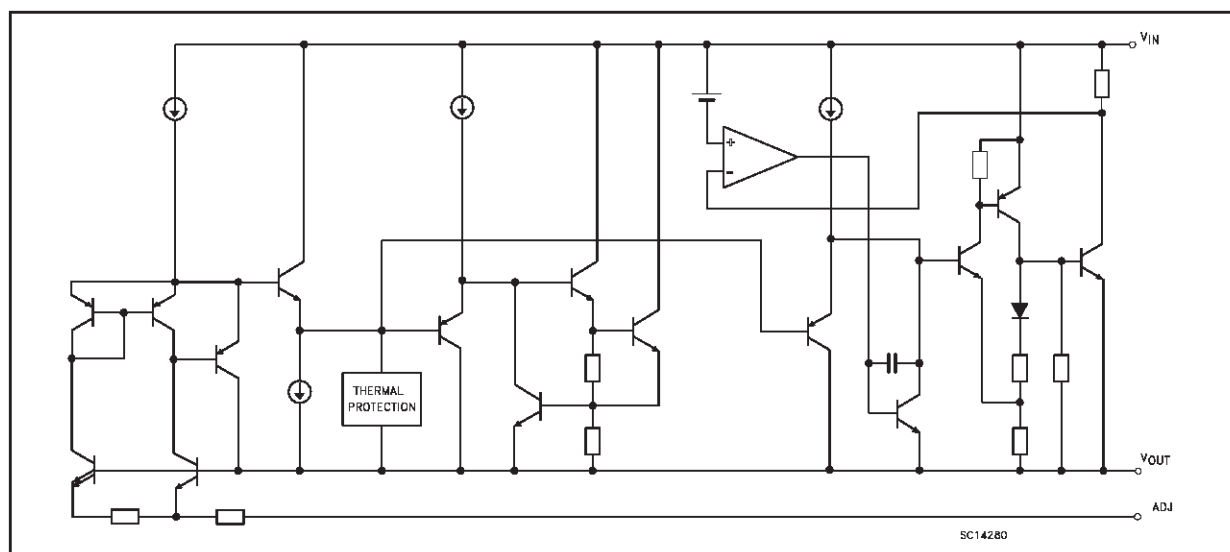 VIN
+
-
THERMAL
PROTECTION
VOUT
ADJ
SC14280